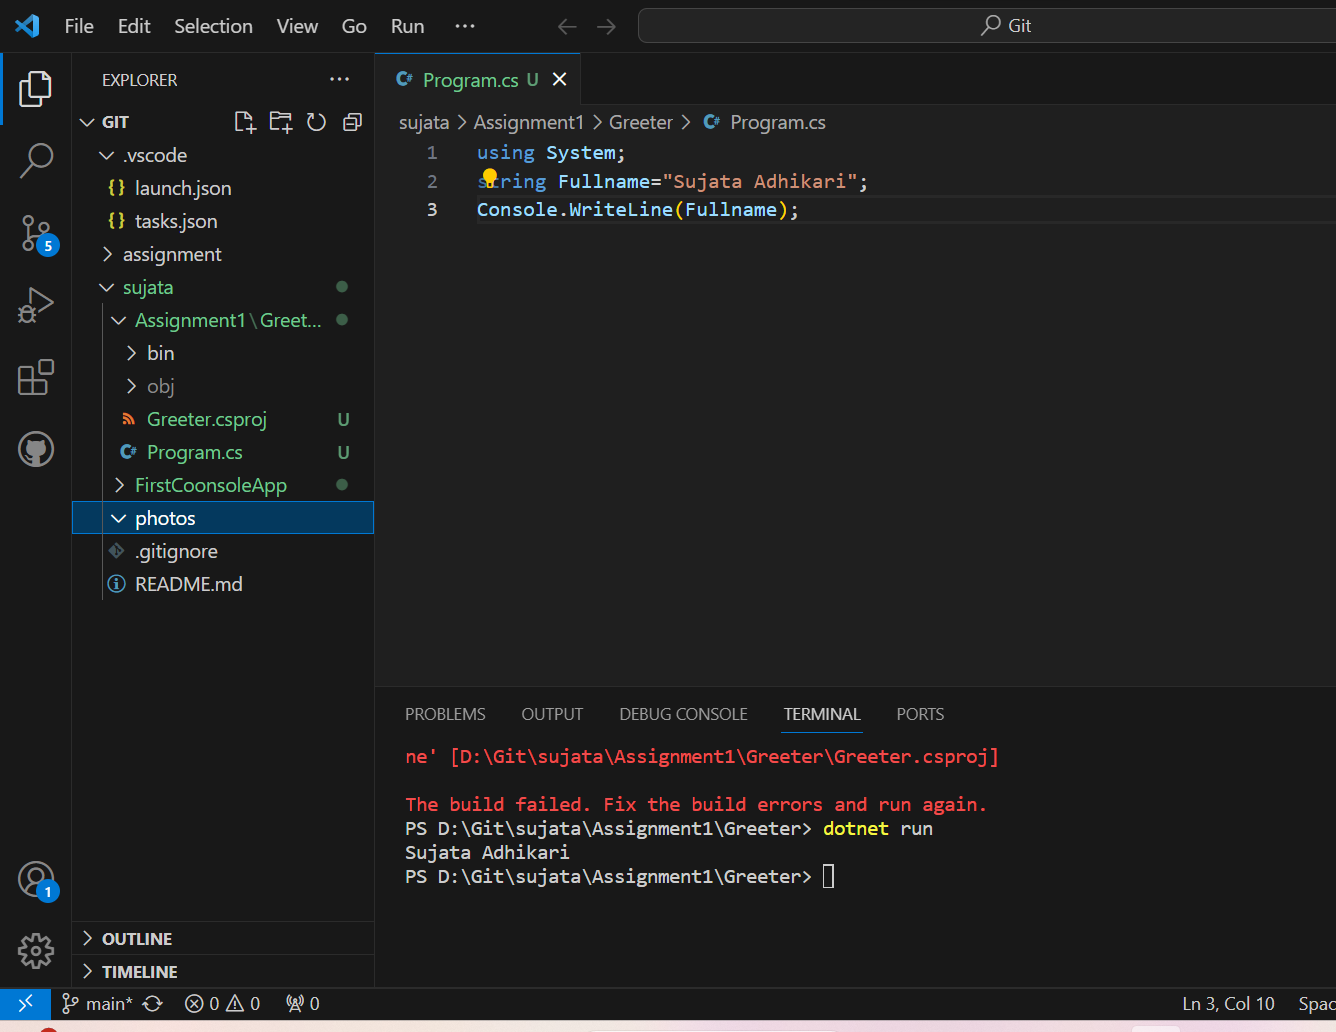 File Edit Selection View Go Run ··· Git
EXPLORER ···
GIT
.vscode
{} launch.json
{} tasks.json
assignment
sujata
Assignment1\Greet...
bin
obj
Greeter.csproj U
C# Program.cs U
FirstCoonsoleApp
photos
.gitignore
README.md
OUTLINE
TIMELINE
5
1
C# Program.cs U
sujata > Assignment1 > Greeter > C# Program.cs
1 using System;
2 string Fullname="Sujata Adhikari";
3 Console.WriteLine(Fullname);
PROBLEMS OUTPUT DEBUG CONSOLE TERMINAL PORTS
ne' [D:\Git\sujata\Assignment1\Greeter\Greeter.csproj]
The build failed. Fix the build errors and run again.
PS D:\Git\sujata\Assignment1\Greeter> dotnet run
Sujata Adhikari
PS D:\Git\sujata\Assignment1\Greeter>
main* 0 0 0 Ln 3, Col 10 Spac